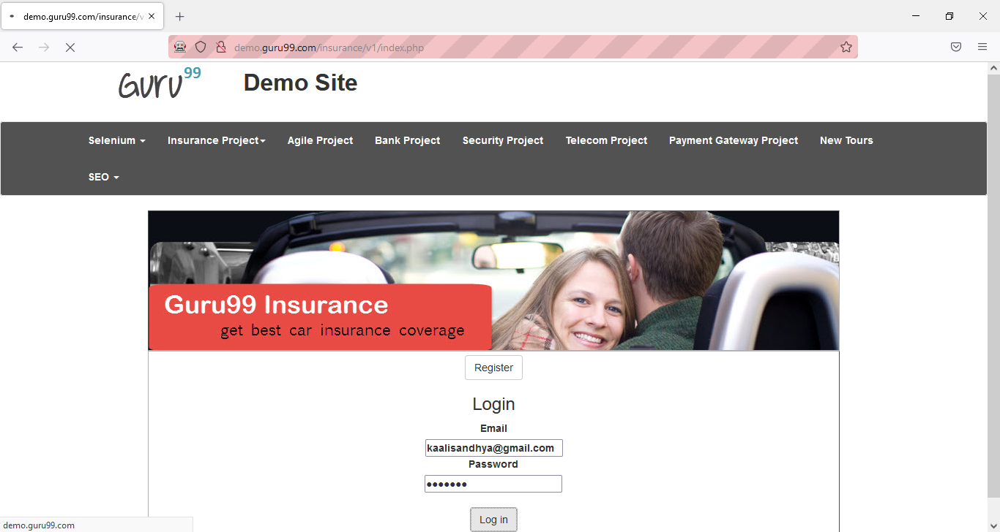 demo.guru99.com/insurance/v
demo.guru99.com/insurance/v1/index.php
Guru99 Demo Site
Selenium Insurance Project Agile Project Bank Project Security Project Telecom Project Payment Gateway Project New Tours
SEO
Guru99 Insurance
get best car insurance coverage
Register
Login
Email
kaalisandhya@gmail.com
Password
•••••••
Log in
demo.guru99.com